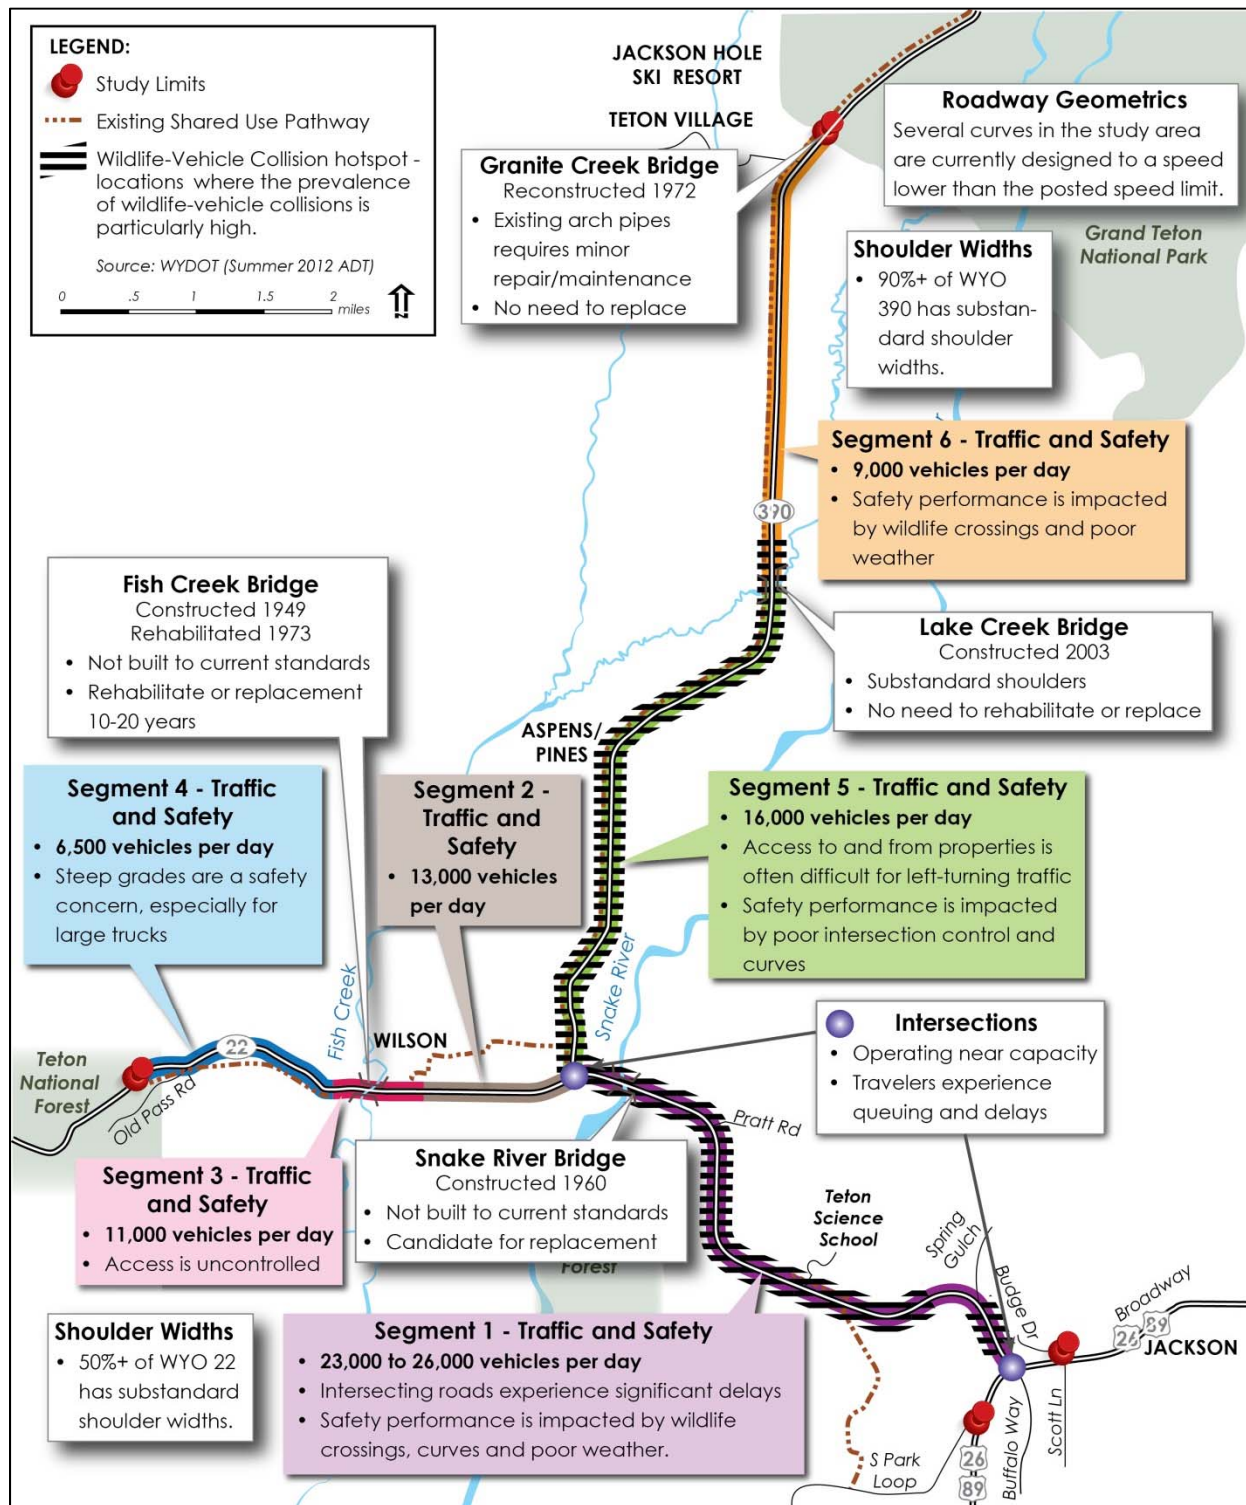 LEGEND:
Study Limits
Existing Shared Use Pathway
Wildlife-Vehicle Collision hotspot -
locations where the prevalence
of wildlife-vehicle collisions is
particularly high.
Source: WYDOT (Summer 2012 ADT)
0 .5 1 1.5 2 miles
N
JACKSON HOLE
SKI RESORT
TETON VILLAGE
Granite Creek Bridge
Reconstructed 1972
• Existing arch pipes
requires minor
repair/maintenance
• No need to replace
Roadway Geometrics
Several curves in the study area
are currently designed to a speed
lower than the posted speed limit.
Grand Teton
National Park
Shoulder Widths
• 90%+ of WYO
390 has substan-
dard shoulder
widths.
Segment 6 - Traffic and Safety
• 9,000 vehicles per day
• Safety performance is impacted
by wildlife crossings and poor
weather
390
Fish Creek Bridge
Constructed 1949
Rehabilitated 1973
• Not built to current standards
• Rehabilitate or replacement
10-20 years
Lake Creek Bridge
Constructed 2003
• Substandard shoulders
• No need to rehabilitate or replace
ASPENS/
PINES
Segment 4 - Traffic
and Safety
• 6,500 vehicles per day
• Steep grades are a safety
concern, especially for
large trucks
Segment 2 -
Traffic and
Safety
• 13,000 vehicles
per day
Segment 5 - Traffic and Safety
• 16,000 vehicles per day
• Access to and from properties is
often difficult for left-turning traffic
• Safety performance is impacted
by poor intersection control and
curves
Snake River
Fish Creek
WILSON
22
Teton
National
Forest
Old Pass Rd
Intersections
• Operating near capacity
• Travelers experience
queuing and delays
Pratt Rd
Segment 3 - Traffic
and Safety
• 11,000 vehicles per day
• Access is uncontrolled
Snake River Bridge
Constructed 1960
• Not built to current standards
• Candidate for replacement
Forest
Teton
Science
School
Spring
Gulch
Budge Dr
Broadway
26 89
JACKSON
Shoulder Widths
• 50%+ of WYO 22
has substandard
shoulder widths.
Segment 1 - Traffic and Safety
• 23,000 to 26,000 vehicles per day
• Intersecting roads experience significant delays
• Safety performance is impacted by wildlife
crossings, curves and poor weather.
S Park
Loop
26
89
Buffalo Way
Scott Ln